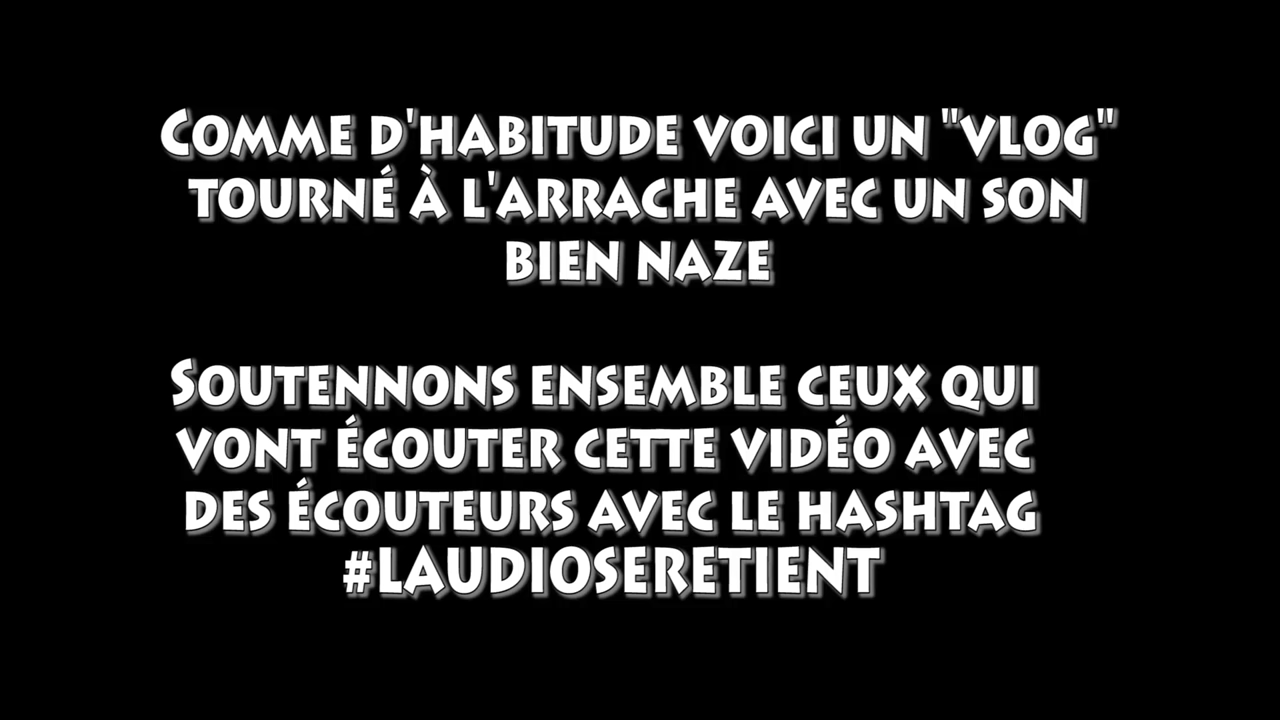 Comme d'habitude voici un "vlog"
tourné à l'arrache avec un son
bien naze
Soutennons ensemble ceux qui
vont écouter cette vidéo avec
des écouteurs avec le hashtag
#LAUDIOSERETIENT